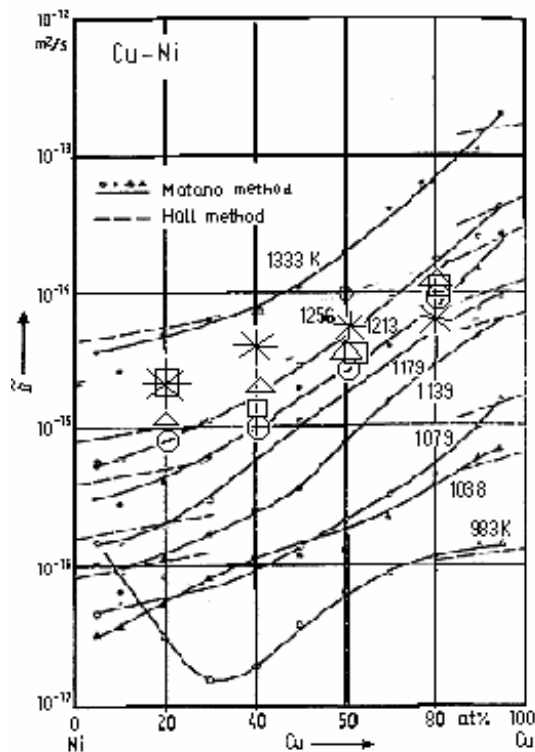 10⁻¹²
m²/s
Cu-Ni
10⁻¹³
Matano method
Hall method
1333 K
10⁻¹⁴
1256
1213
1179
1139
10⁻¹⁵
1079
1038
983K
10⁻¹⁶
10⁻¹⁷
0 20 40 60 80 at% 100
Ni Cu Cu